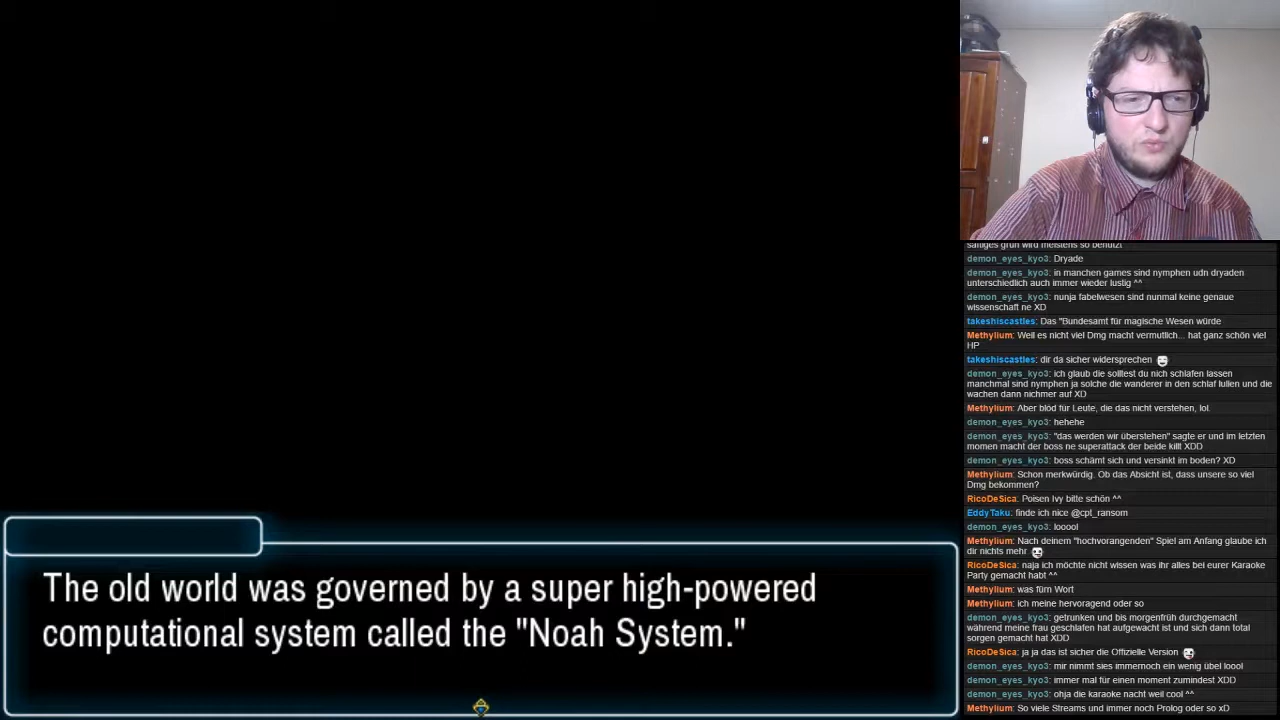 The old world was governed by a super high-powered
computational system called the "Noah System."
saftiges grün wird meistens so benutzt
demon_eyes_kyo3: Dryade
demon_eyes_kyo3: in manchen games sind nymphen udn dryaden
unterschiedlich auch immer wieder lustig ^^
demon_eyes_kyo3: nunja fabelwesen sind nunmal keine genaue
wissenschaft ne XD
takeshiscastles: Das "Bundesamt für magische Wesen würde
Methylium: Weil es nicht viel Dmg macht vermutlich... hat ganz schön viel
HP
takeshiscastles: dir da sicher widersprechen
demon_eyes_kyo3: ich glaub die solltest du nich schlafen lassen
manchmal sind nymphen ja solche die wanderer in den schlaf lullen und die
wachen dann nichmer auf XD
Methylium: Aber blöd für Leute, die das nicht verstehen, lol.
demon_eyes_kyo3: hehehe
demon_eyes_kyo3: "das werden wir überstehen" sagte er und im letzten
momen macht der boss ne superattack der beide killt XDD
demon_eyes_kyo3: boss schämt sich und versinkt im boden? XD
Methylium: Schon merkwürdig. Ob das Absicht ist, dass unsere so viel
Dmg bekommen?
RicoDeSica: Poisen Ivy bitte schön ^^
EddyTaku: finde ich nice @cpt_ransom
demon_eyes_kyo3: looool
Methylium: Nach deinem "hochvorangenden" Spiel am Anfang glaube ich
dir nichts mehr
RicoDeSica: naja ich möchte nicht wissen was ihr alles bei eurer Karaoke
Party gemacht habt ^^
Methylium: was fürn Wort
Methylium: ich meine hervoragend oder so
demon_eyes_kyo3: getrunken und bis morgenfrüh durchgemacht
während meine frau geschlafen hat aufgewacht ist und sich dann total
sorgen gemacht hat XDD
RicoDeSica: ja ja das ist sicher die Offizielle Version
demon_eyes_kyo3: mir nimmt sies immernoch ein wenig übel loool
demon_eyes_kyo3: immer mal für einen moment zumindest XDD
demon_eyes_kyo3: ohja die karaoke nacht weil cool ^^
Methylium: So viele Streams und immer noch Prolog oder so xD